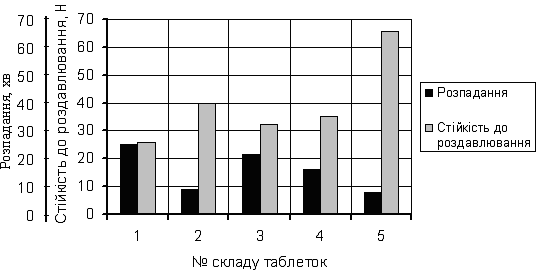 Розпадання, хв
70
60
50
40
30
20
10
0
Стійкість до роздавлювання, Н
70
60
50
40
30
20
10
0
1 2 3 4 5
№ складу таблеток
Розпадання
Стійкість до
роздавлювання